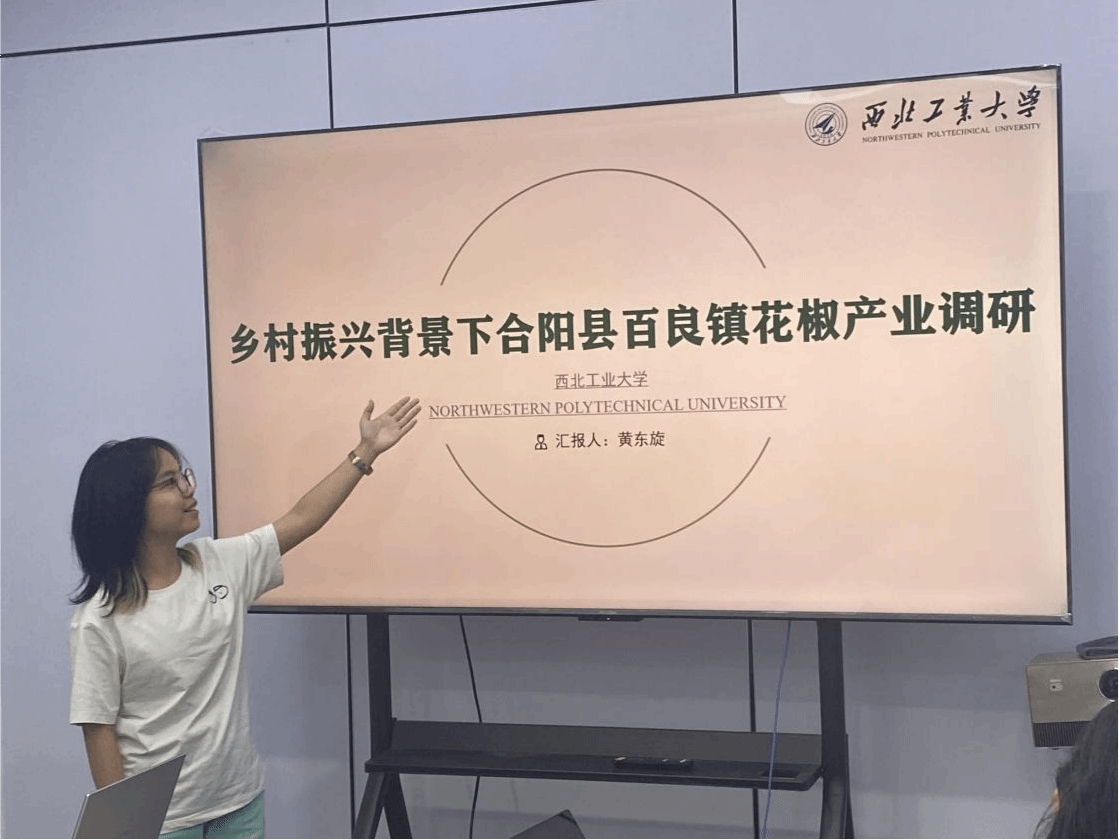 西北工业大学
NORTHWESTERN POLYTECHNICAL UNIVERSITY
乡村振兴背景下合阳县百良镇花椒产业调研
西北工业大学
NORTHWESTERN POLYTECHNICAL UNIVERSITY
汇报人：黄东旋